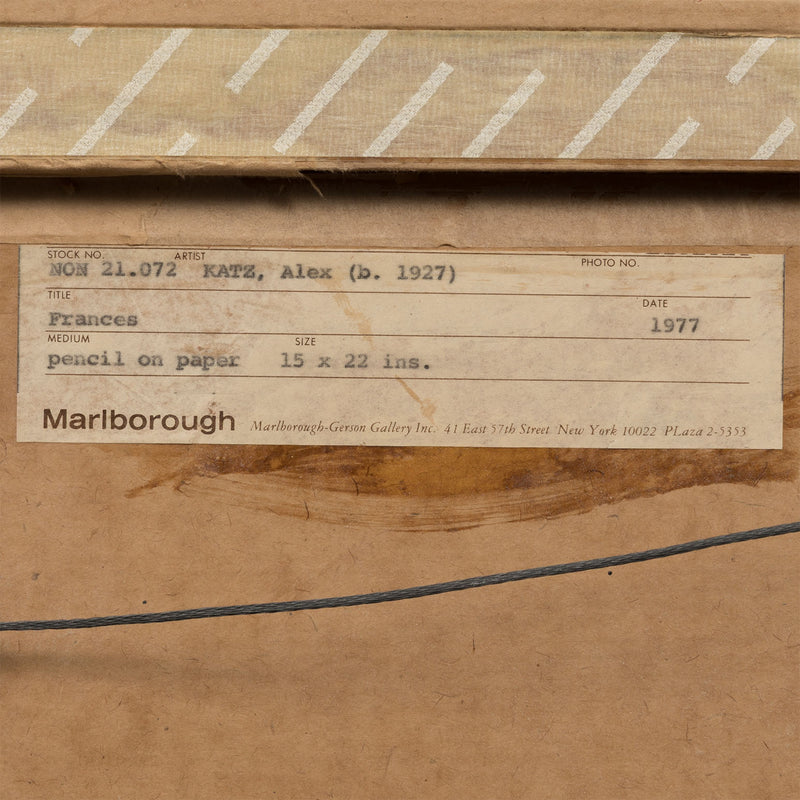 STOCK NO. ARTIST PHOTO NO.
NON 21.072 KATZ, Alex (b. 1927)
TITLE DATE
Frances 1977
MEDIUM SIZE
pencil on paper 15 x 22 ins.
Marlborough Marlborough-Gerson Gallery Inc. 41 East 57th Street New York 10022 PLaza 2-5353